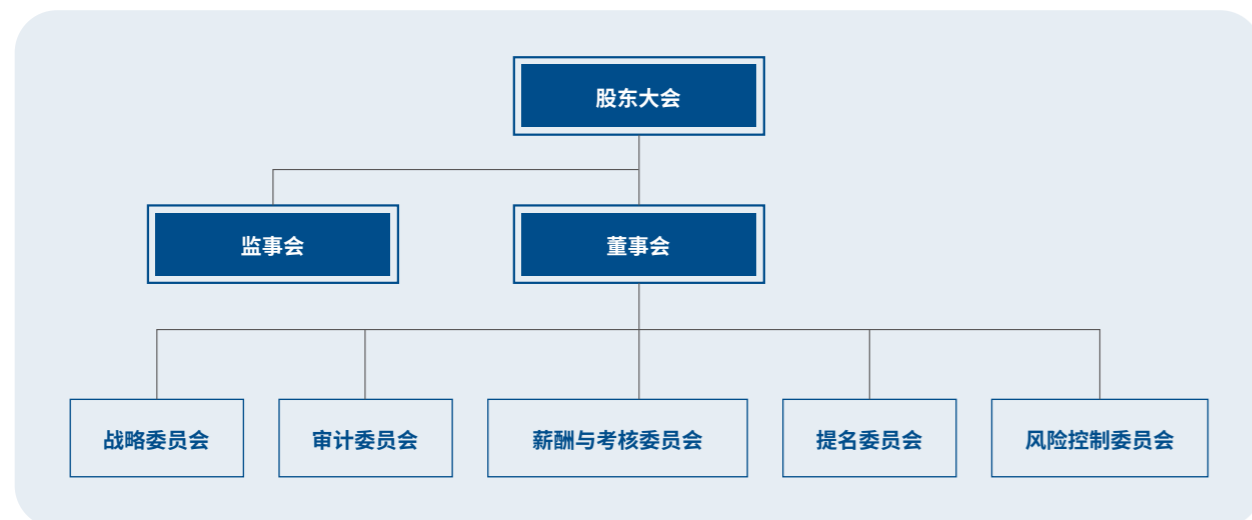 股东大会
监事会
董事会
战略委员会
审计委员会
薪酬与考核委员会
提名委员会
风险控制委员会